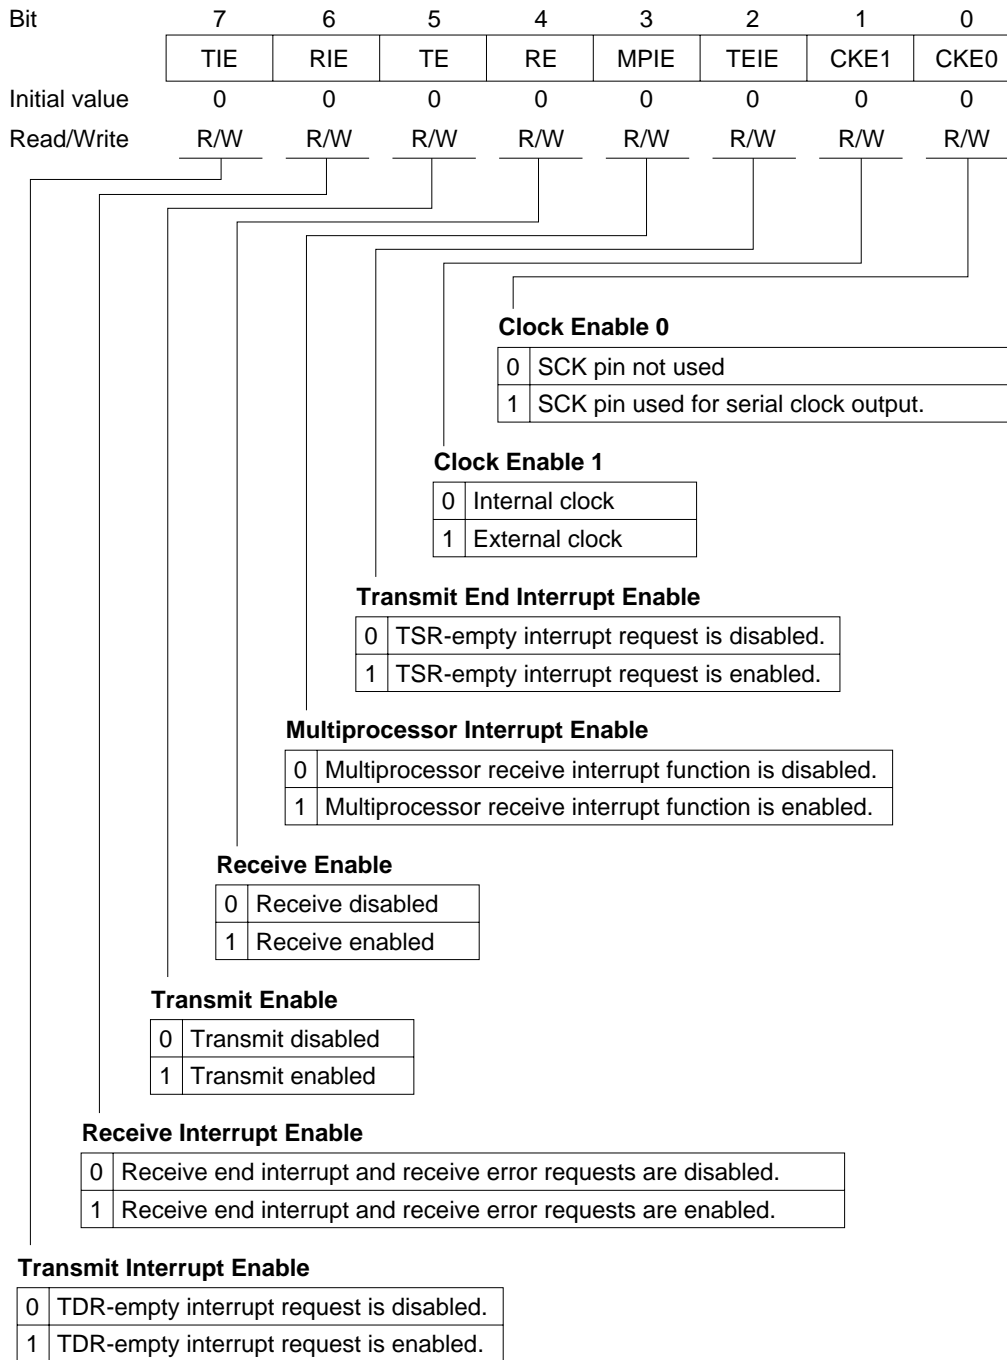 Bit 7 6 5 4 3 2 1 0
TIE RIE TE RE MPIE TEIE CKE1 CKE0
Initial value 0 0 0 0 0 0 0 0
Read/Write R/W R/W R/W R/W R/W R/W R/W R/W
Clock Enable 0
0 SCK pin not used
1 SCK pin used for serial clock output.
Clock Enable 1
0 Internal clock
1 External clock
Transmit End Interrupt Enable
0 TSR-empty interrupt request is disabled.
1 TSR-empty interrupt request is enabled.
Multiprocessor Interrupt Enable
0 Multiprocessor receive interrupt function is disabled.
1 Multiprocessor receive interrupt function is enabled.
Receive Enable
0 Receive disabled
1 Receive enabled
Transmit Enable
0 Transmit disabled
1 Transmit enabled
Receive Interrupt Enable
0 Receive end interrupt and receive error requests are disabled.
1 Receive end interrupt and receive error requests are enabled.
Transmit Interrupt Enable
0 TDR-empty interrupt request is disabled.
1 TDR-empty interrupt request is enabled.